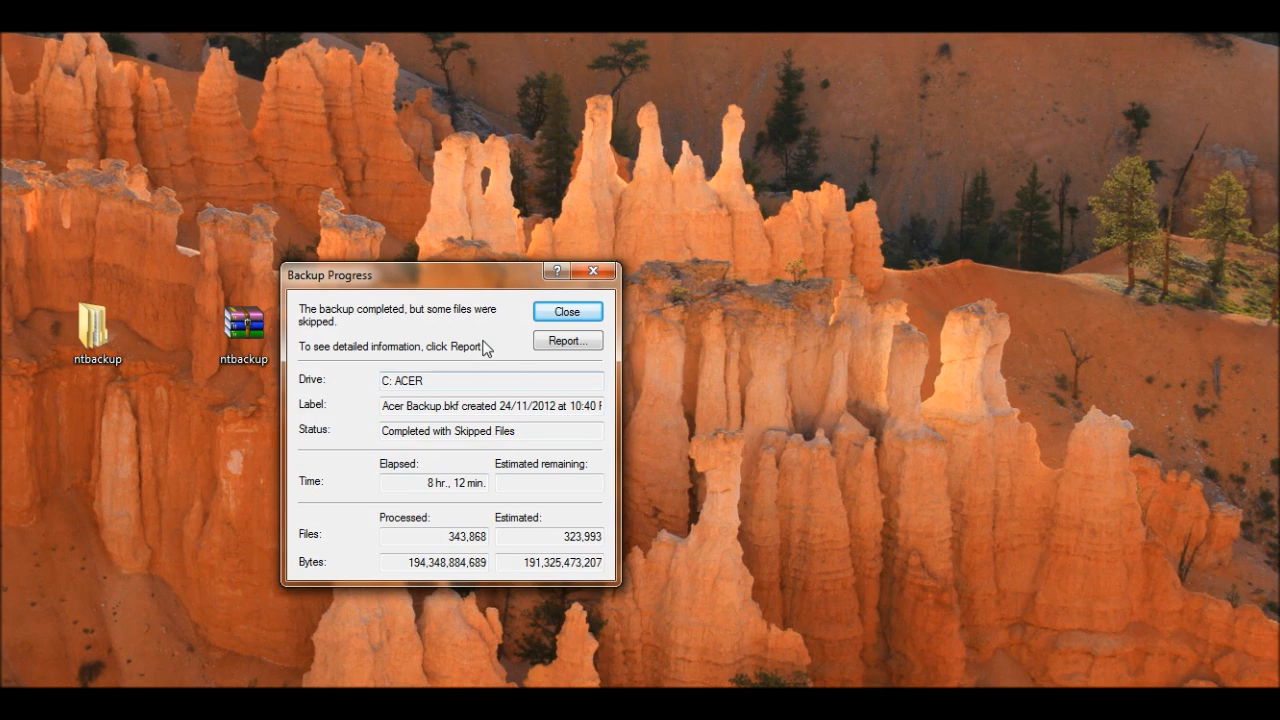 Backup Progress
?
The backup completed, but some files were
skipped.
Close
To see detailed information, click Report.
Report...
ntbackup
ntbackup
Drive:
C: ACER
Label:
Acer Backup.bkf created 24/11/2012 at 10:40
Status:
Completed with Skipped Files
Elapsed:
Estimated remaining:
Time:
8 hr., 12 min.
Processed:
Estimated:
Files:
343,868
323,993
Bytes:
194,348,884,689
191,325,473,207